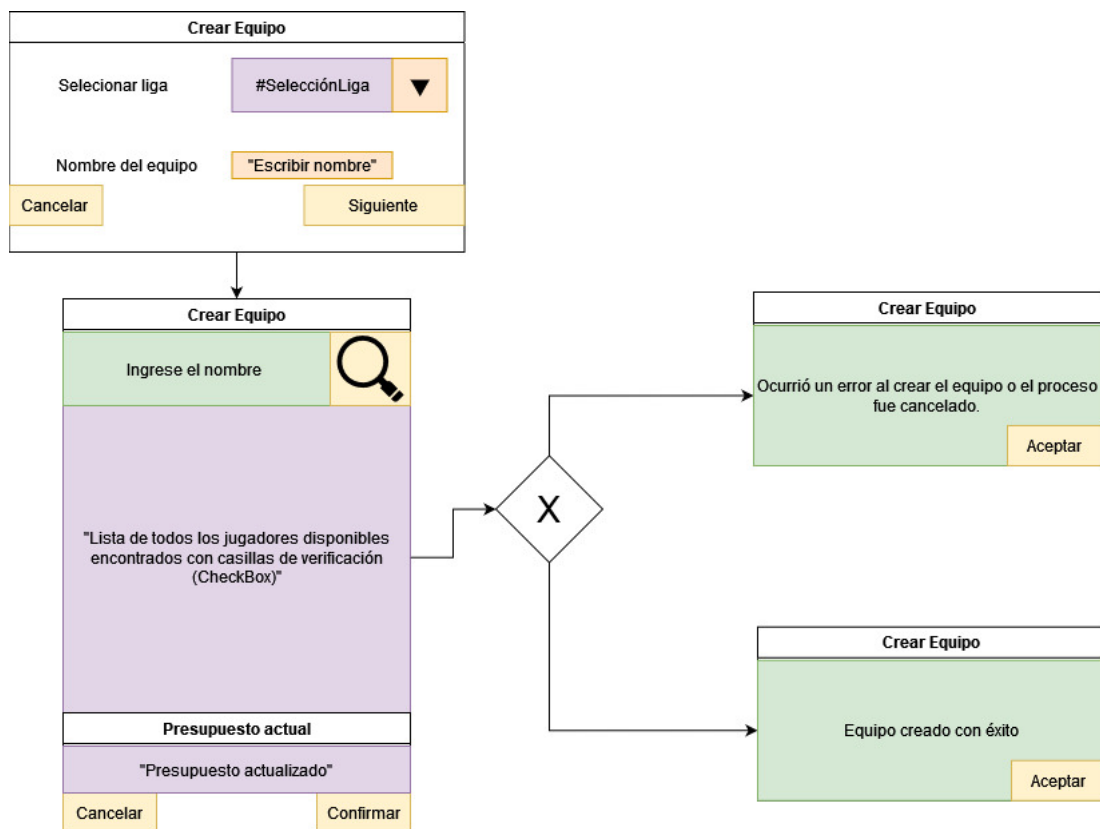 Crear Equipo
Selecionar liga
#SelecciónLiga
▼
Nombre del equipo
"Escribir nombre"
Cancelar
Siguiente
Crear Equipo
Ingrese el nombre
"Lista de todos los jugadores disponibles
encontrados con casillas de verificación
(CheckBox)"
Presupuesto actual
"Presupuesto actualizado"
Cancelar
Confirmar
X
Crear Equipo
Ocurrió un error al crear el equipo o el proceso
fue cancelado.
Aceptar
Crear Equipo
Equipo creado con éxito
Aceptar